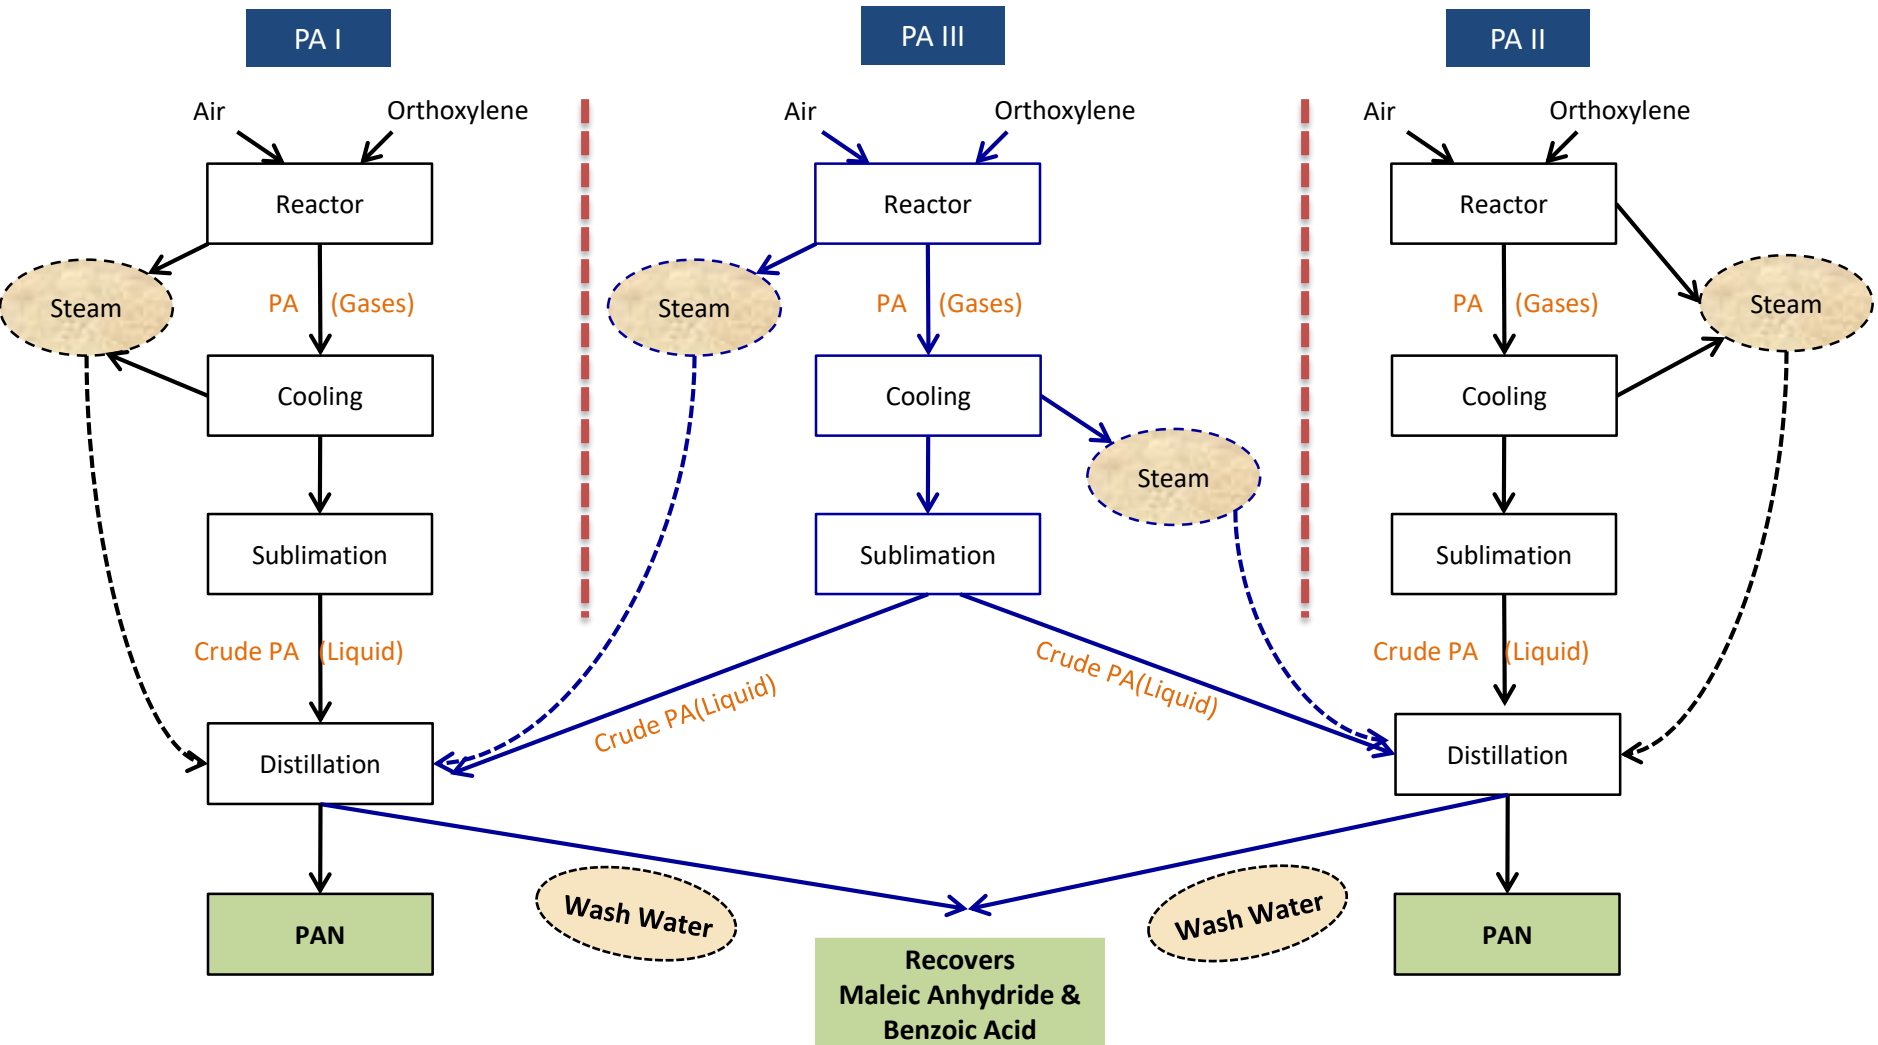 PA I
PA III
PA II
Air
Orthoxylene
Air
Orthoxylene
Air
Orthoxylene
Reactor
Reactor
Reactor
Steam
PA (Gases)
Steam
PA (Gases)
PA (Gases)
Steam
Cooling
Cooling
Cooling
Steam
Sublimation
Sublimation
Sublimation
Crude PA (Liquid)
Crude PA(Liquid)
Crude PA(Liquid)
Crude PA (Liquid)
Distillation
Distillation
Wash Water
Wash Water
PAN
PAN
Recovers
Maleic Anhydride &
Benzoic Acid